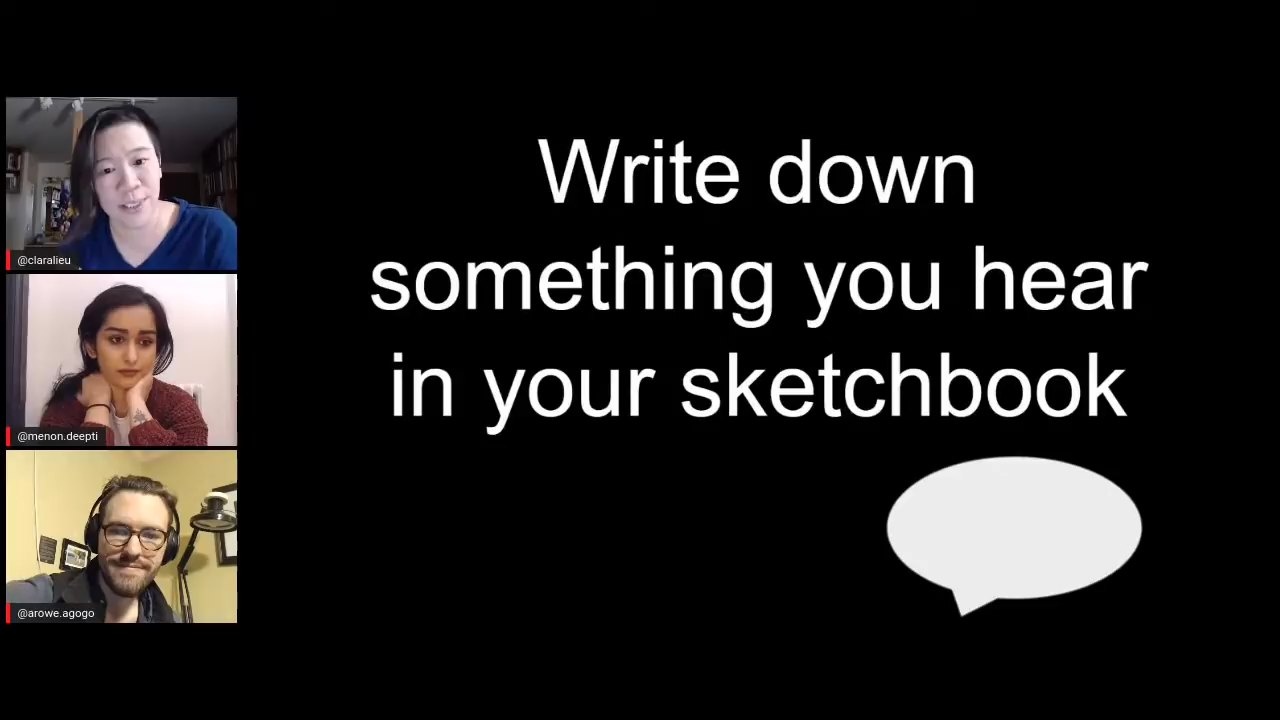 @claralieu
@menon.deepti
@arowe.agogo
Write down
something you hear
in your sketchbook